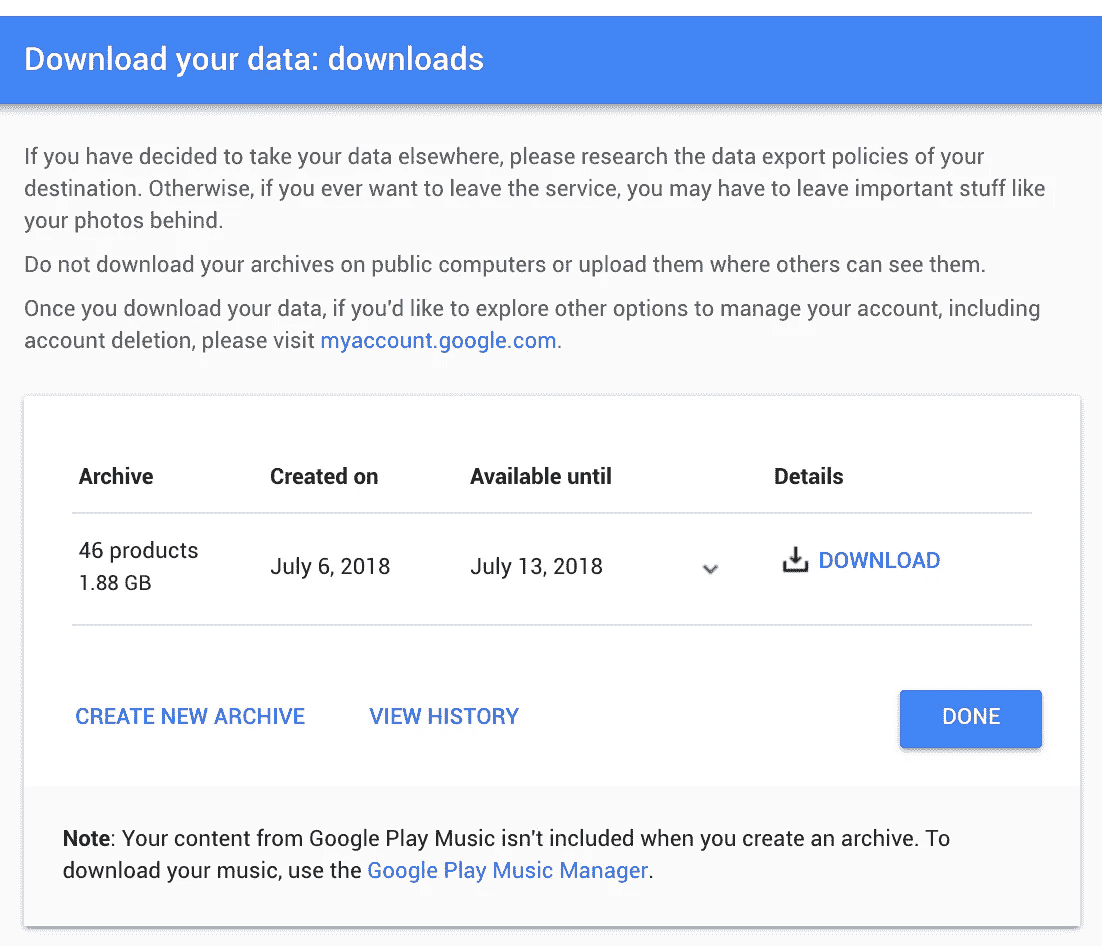 Download your data: downloads
If you have decided to take your data elsewhere, please research the data export policies of your
destination. Otherwise, if you ever want to leave the service, you may have to leave important stuff like
your photos behind.
Do not download your archives on public computers or upload them where others can see them.
Once you download your data, if you'd like to explore other options to manage your account, including
account deletion, please visit myaccount.google.com.
Archive Created on Available until Details
46 products
1.88 GB
July 6, 2018 July 13, 2018 DOWNLOAD
CREATE NEW ARCHIVE VIEW HISTORY DONE
Note: Your content from Google Play Music isn't included when you create an archive. To
download your music, use the Google Play Music Manager.